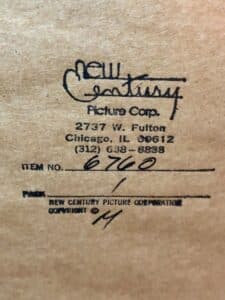 new
Century
Picture Corp.
2737 W. Fulton
Chicago, IL 60612
(312) 638-8838
ITEM NO. 6760
PACK 1
NEW CENTURY PICTURE CORPORATION
COPYRIGHT © M